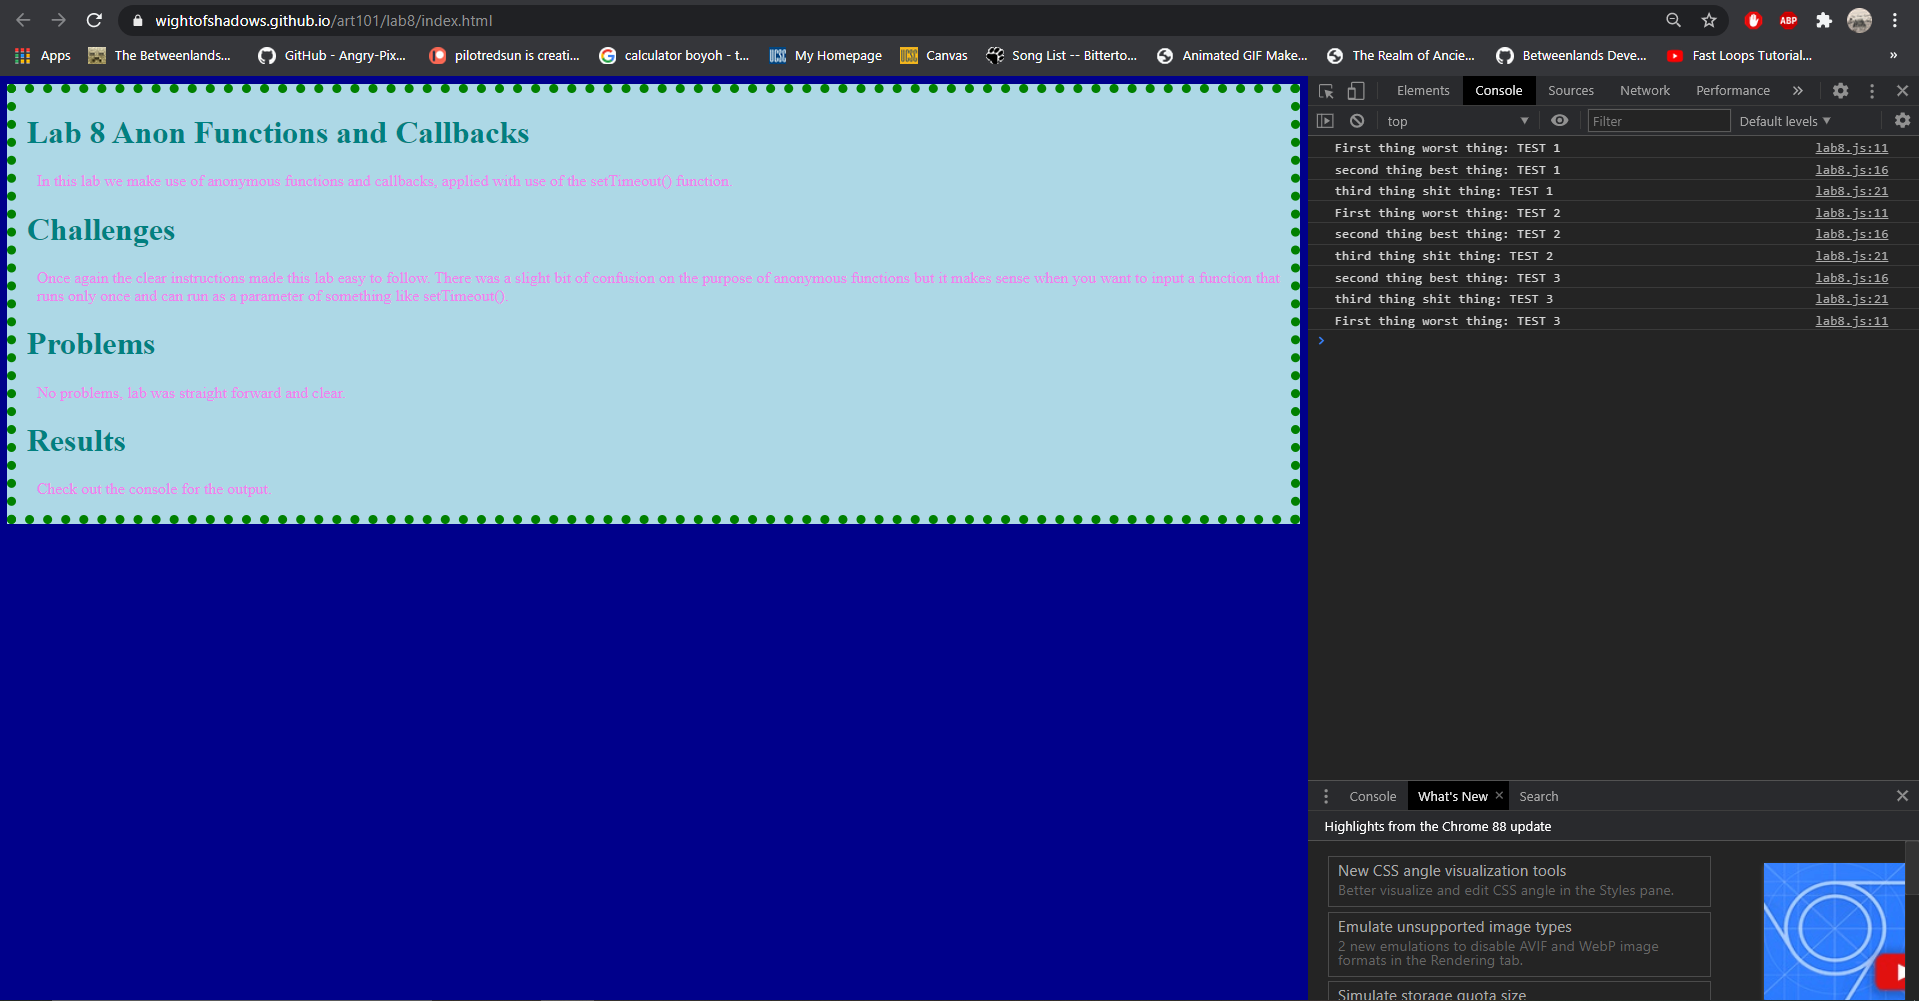 wightofshadows.github.io/art101/lab8/index.html
ABP
Apps
The Betweenlands...
GitHub - Angry-Pix...
pilotredsun is creati...
calculator boyoh - t...
UCSC
My Homepage
UCSC
Canvas
Song List -- Bitterto...
Animated GIF Make...
The Realm of Ancie...
Betweenlands Deve...
Fast Loops Tutorial...
»
Lab 8 Anon Functions and Callbacks
In this lab we make use of anonymous functions and callbacks, applied with use of the setTimeout() function.
Challenges
Once again the clear instructions made this lab easy to follow. There was a slight bit of confusion on the purpose of anonymous functions but it makes sense when you want to input a function that
runs only once and can run as a parameter of something like setTimeout().
Problems
No problems, lab was straight forward and clear.
Results
Check out the console for the output.
Elements Console Sources Network Performance »
top Filter Default levels
First thing worst thing: TEST 1 lab8.js:11
second thing best thing: TEST 1 lab8.js:16
third thing shit thing: TEST 1 lab8.js:21
First thing worst thing: TEST 2 lab8.js:11
second thing best thing: TEST 2 lab8.js:16
third thing shit thing: TEST 2 lab8.js:21
second thing best thing: TEST 3 lab8.js:16
third thing shit thing: TEST 3 lab8.js:21
First thing worst thing: TEST 3 lab8.js:11
Console What's New Search
Highlights from the Chrome 88 update
New CSS angle visualization tools
Better visualize and edit CSS angle in the Styles pane.
Emulate unsupported image types
2 new emulations to disable AVIF and WebP image
formats in the Rendering tab.
Simulate storage quota size